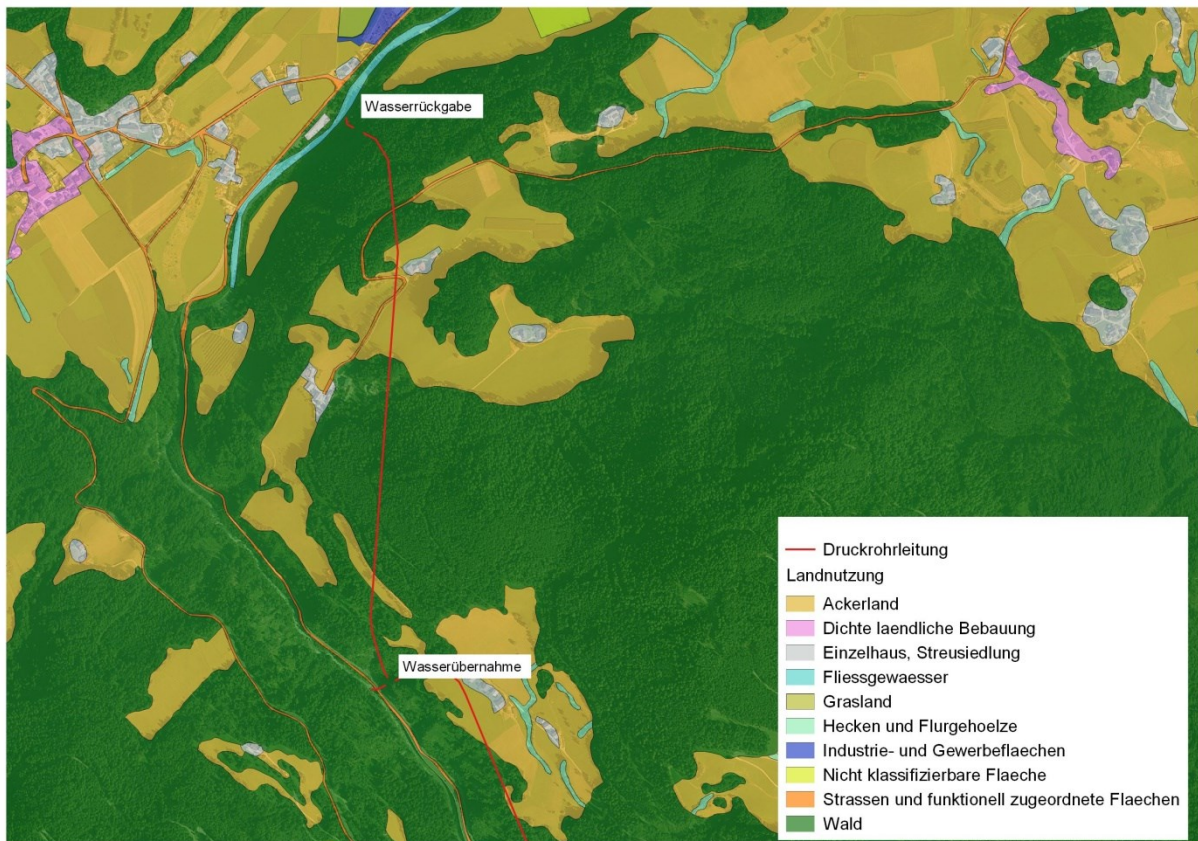 Wasserrückgabe
Wasserübernahme
Druckrohrleitung
Landnutzung
Ackerland
Dichte laendliche Bebauung
Einzelhaus, Streusiedlung
Fliessgewaesser
Grasland
Hecken und Flurgehoelze
Industrie- und Gewerbeflaechen
Nicht klassifizierbare Flaeche
Strassen und funktionell zugeordnete Flaechen
Wald